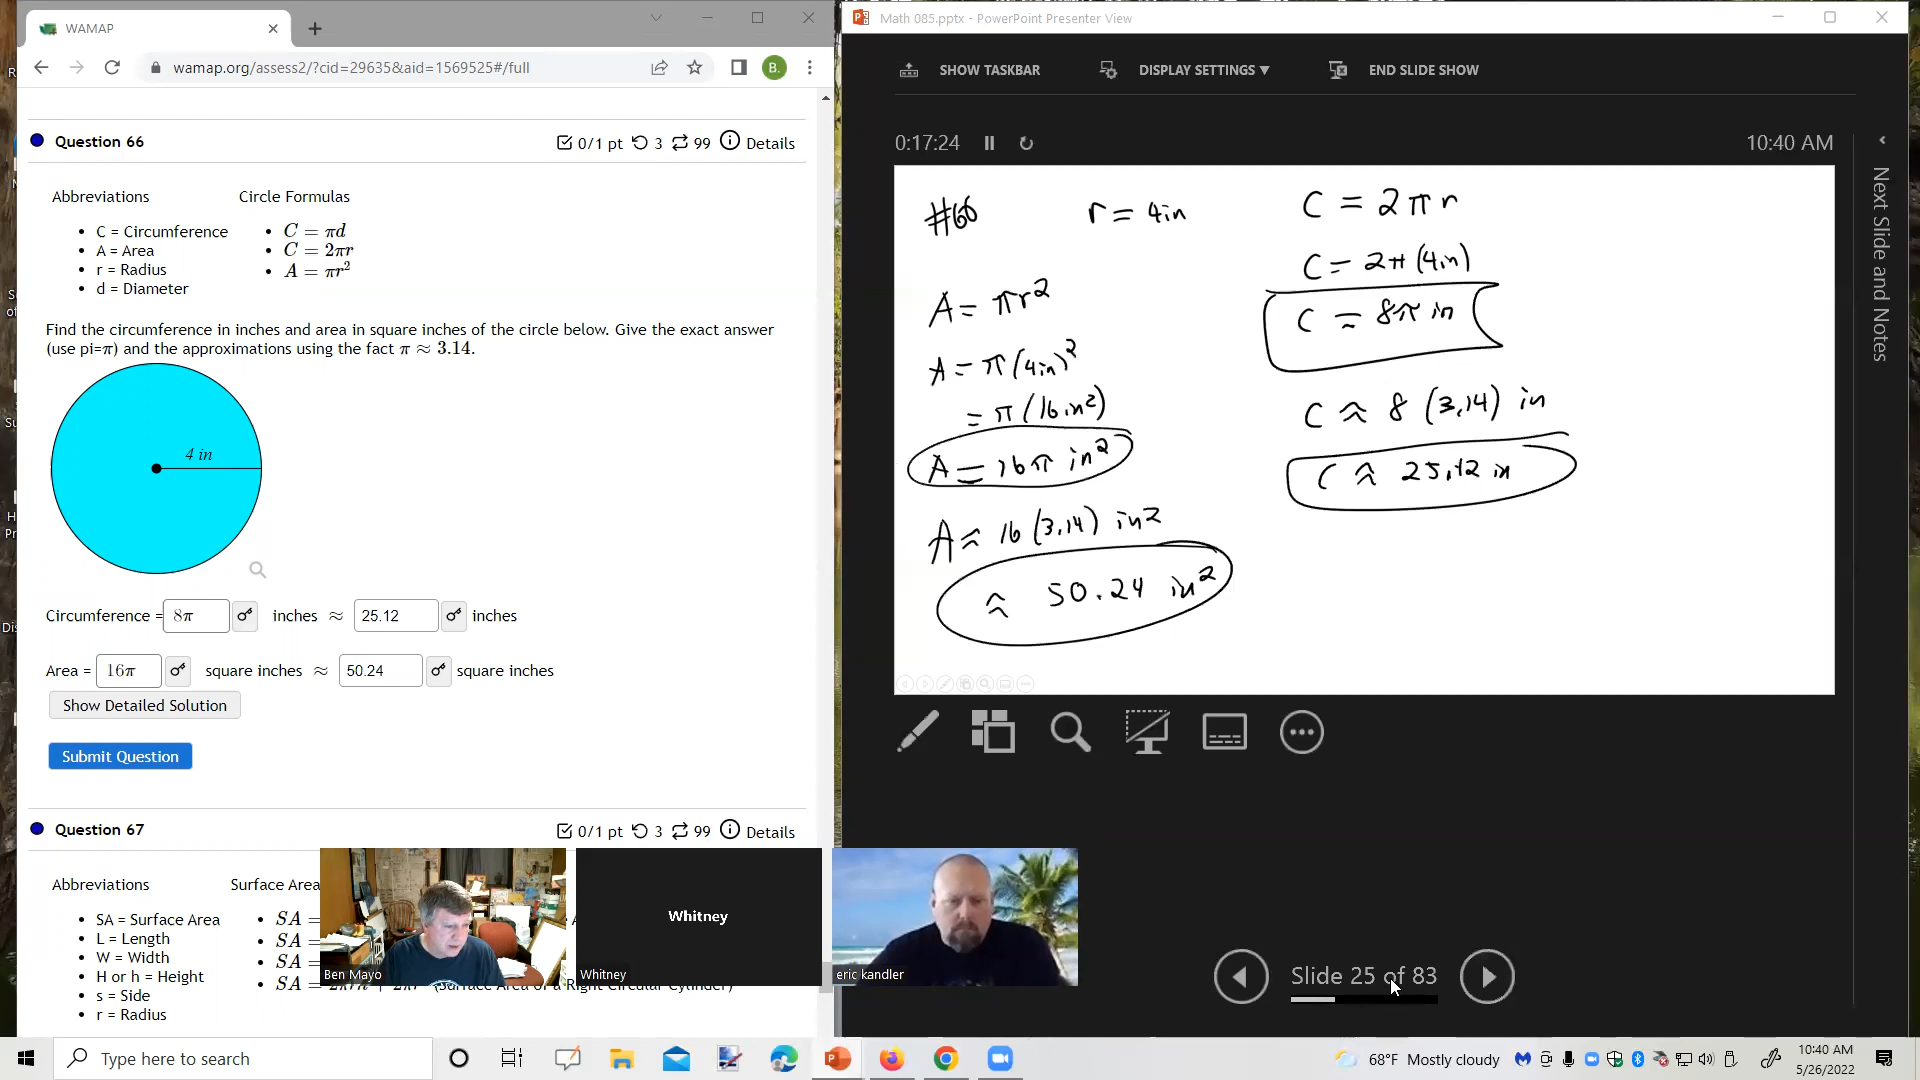 WAMAP
wamap.org/assess2/?cid=29635&aid=1569525#/full
B.
Question 66
0/1 pt 3 99 Details
Abbreviations
C = Circumference
A = Area
r = Radius
d = Diameter
Circle Formulas
C = πd
C = 2πr
A = πr²
Find the circumference in inches and area in square inches of the circle below. Give the exact answer
(use pi=π) and the approximations using the fact π ≈ 3.14.
4 in
Circumference = 8π inches ≈ 25.12 inches
Area = 16π square inches ≈ 50.24 square inches
Show Detailed Solution
Submit Question
Question 67
0/1 pt 3 99 Details
Abbreviations
SA = Surface Area
L = Length
W = Width
H or h = Height
s = Side
r = Radius
Surface Area
SA =
SA =
SA =
SA =
Math 085.pptx - PowerPoint Presenter View
SHOW TASKBAR
DISPLAY SETTINGS ▼
END SLIDE SHOW
0:17:24
10:40 AM
Next Slide and Notes
#66
r = 4in
A = πr²
A = π(4in)²
= π(16in²)
A = 16π in²
A ≈ 16(3.14) in²
≈ 50.24 in²
C = 2πr
C = 2π(4in)
C = 8π in
C ≈ 8(3.14) in
C ≈ 25.12 in
Slide 25 of 83
Ben Mayo
Whitney
Whitney
eric kandler
Type here to search
68°F Mostly cloudy
10:40 AM
5/26/2022